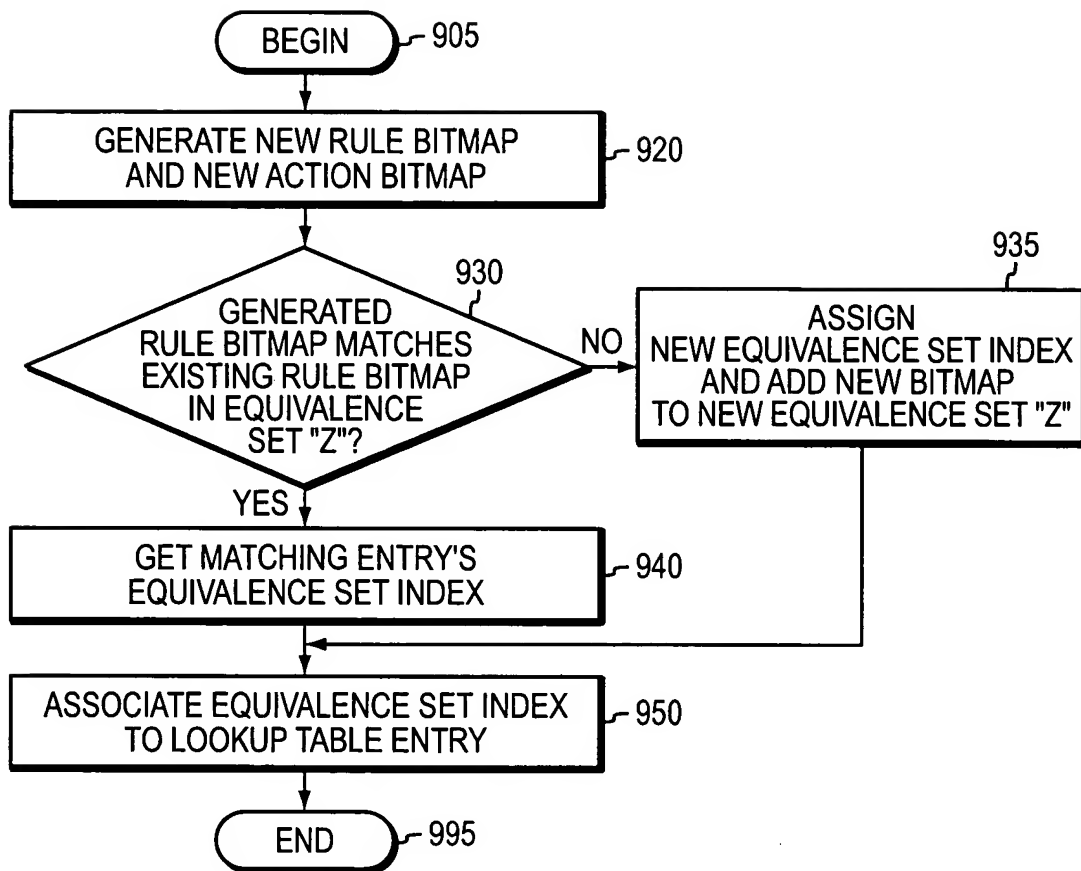 BEGIN
905
GENERATE NEW RULE BITMAP
AND NEW ACTION BITMAP
920
930
GENERATED
RULE BITMAP MATCHES
EXISTING RULE BITMAP
IN EQUIVALENCE
SET "Z"?
NO
935
ASSIGN
NEW EQUIVALENCE SET INDEX
AND ADD NEW BITMAP
TO NEW EQUIVALENCE SET "Z"
YES
GET MATCHING ENTRY'S
EQUIVALENCE SET INDEX
940
ASSOCIATE EQUIVALENCE SET INDEX
TO LOOKUP TABLE ENTRY
950
END
995